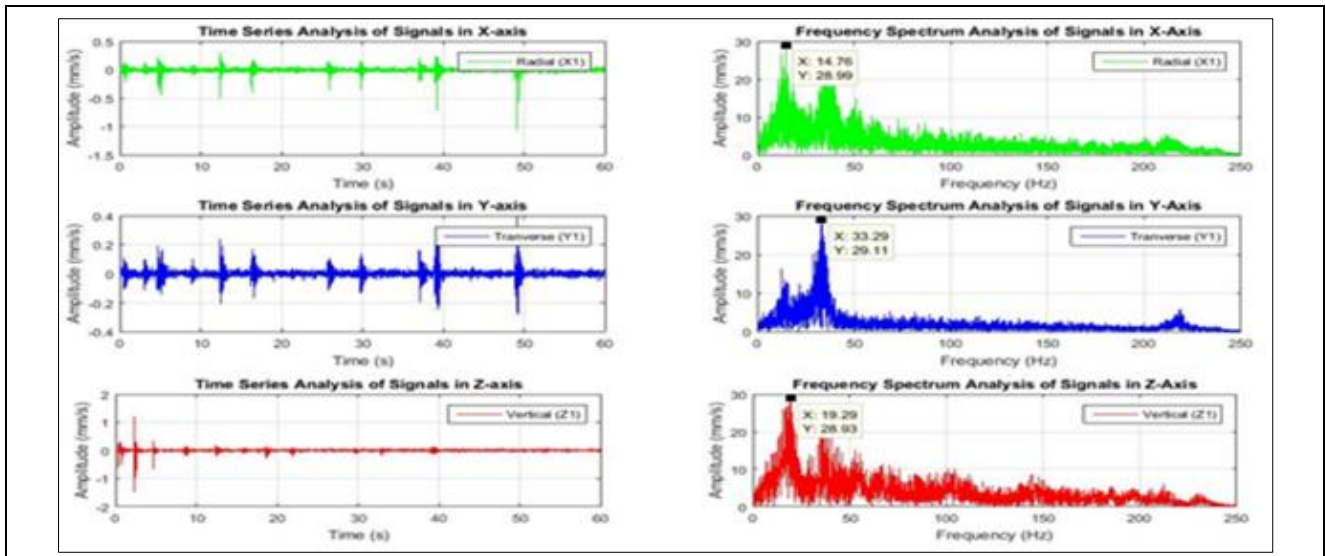 Time Series Analysis of Signals in X-axis
Amplitude (mm/s)
0.5
0
-0.5
-1
-1.5
Radial (X1)
0 10 20 30 40 50 60
Time (s)
Frequency Spectrum Analysis of Signals in X-Axis
Amplitude (mm/s)
30
20
10
0
X: 14.76
Y: 28.99
Radial (X1)
0 50 100 150 200 250
Frequency (Hz)
Time Series Analysis of Signals in Y-axis
Amplitude (mm/s)
0.4
0.2
0
-0.2
-0.4
Tranverse (Y1)
0 10 20 30 40 50 60
Time (s)
Frequency Spectrum Analysis of Signals in Y-Axis
Amplitude (mm/s)
30
20
10
0
X: 33.29
Y: 29.11
Tranverse (Y1)
0 50 100 150 200 250
Frequency (Hz)
Time Series Analysis of Signals in Z-axis
Amplitude (mm/s)
2
1
0
-1
-2
Vertical (Z1)
0 10 20 30 40 50 60
Time (s)
Frequency Spectrum Analysis of Signals in Z-Axis
Amplitude (mm/s)
30
20
10
0
X: 19.29
Y: 28.93
Vertical (Z1)
0 50 100 150 200 250
Frequency (Hz)